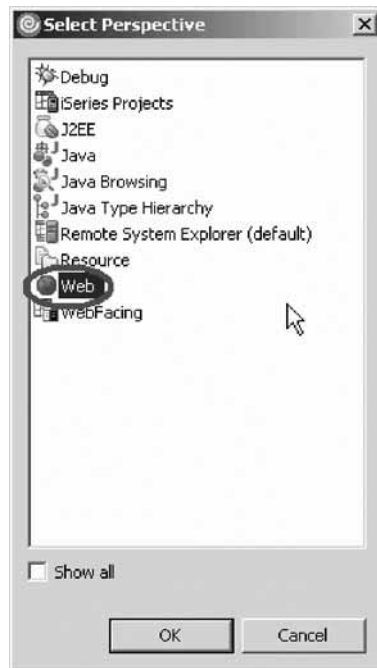 Select Perspective
Debug
iSeries Projects
J2EE
Java
Java Browsing
Java Type Hierarchy
Remote System Explorer (default)
Resource
Web
WebFacing
Show all
OK
Cancel